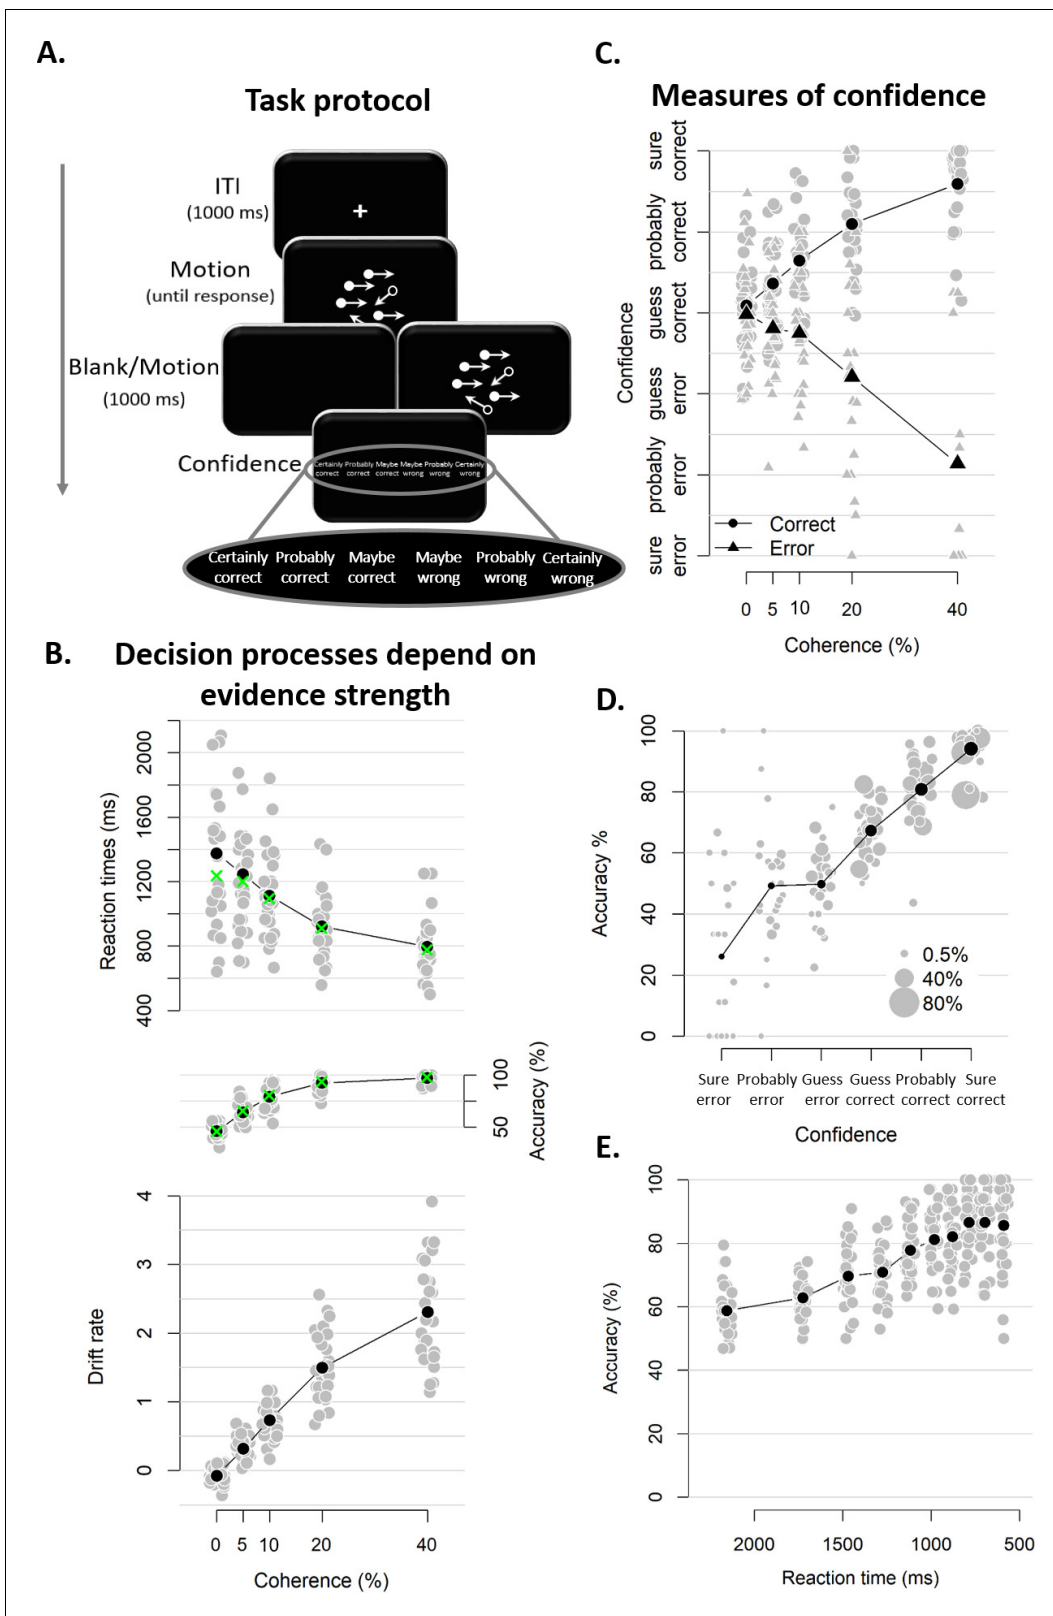 A.
Task protocol
ITI
(1000 ms)
Motion
(until response)
Blank/Motion
(1000 ms)
Confidence
Certainly Probably Maybe Maybe Probably Certainly
correct correct correct wrong wrong wrong
Certainly Probably Maybe Maybe Probably Certainly
correct correct correct wrong wrong wrong
B.
Decision processes depend on
evidence strength
Reaction times (ms)
2000
1600
1200
800
400
Accuracy (%)
100
50
Drift rate
4
3
2
1
0
0 5 10 20 40
Coherence (%)
C.
Measures of confidence
Confidence
sure
correct
probably
correct
guess
correct
guess
error
probably
error
sure
error
Correct
Error
0 5 10 20 40
Coherence (%)
D.
Accuracy %
100
80
60
40
20
0
0.5%
40%
80%
Sure Probably Guess Guess Probably Sure
error error error correct correct correct
Confidence
E.
Accuracy (%)
100
80
60
40
20
0
2000 1500 1000 500
Reaction time (ms)